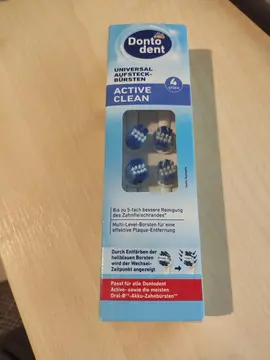 Donto
dent
UNIVERSAL
AUFSTECK-
BÜRSTEN
4
ACTIVE
CLEAN
Bis zu 5-fach bessere Reinigung
des Zahnfleischrandes*
Multi-Level-Borsten für eine
effektive Plaque-Entfernung
Durch Entfärben der
hellblauen Borsten
wird der Wechsel-
Zeitpunkt angezeigt
Passt für alle Dontodent
Active- sowie die meisten
Oral-B**-Akku-Zahnbürsten